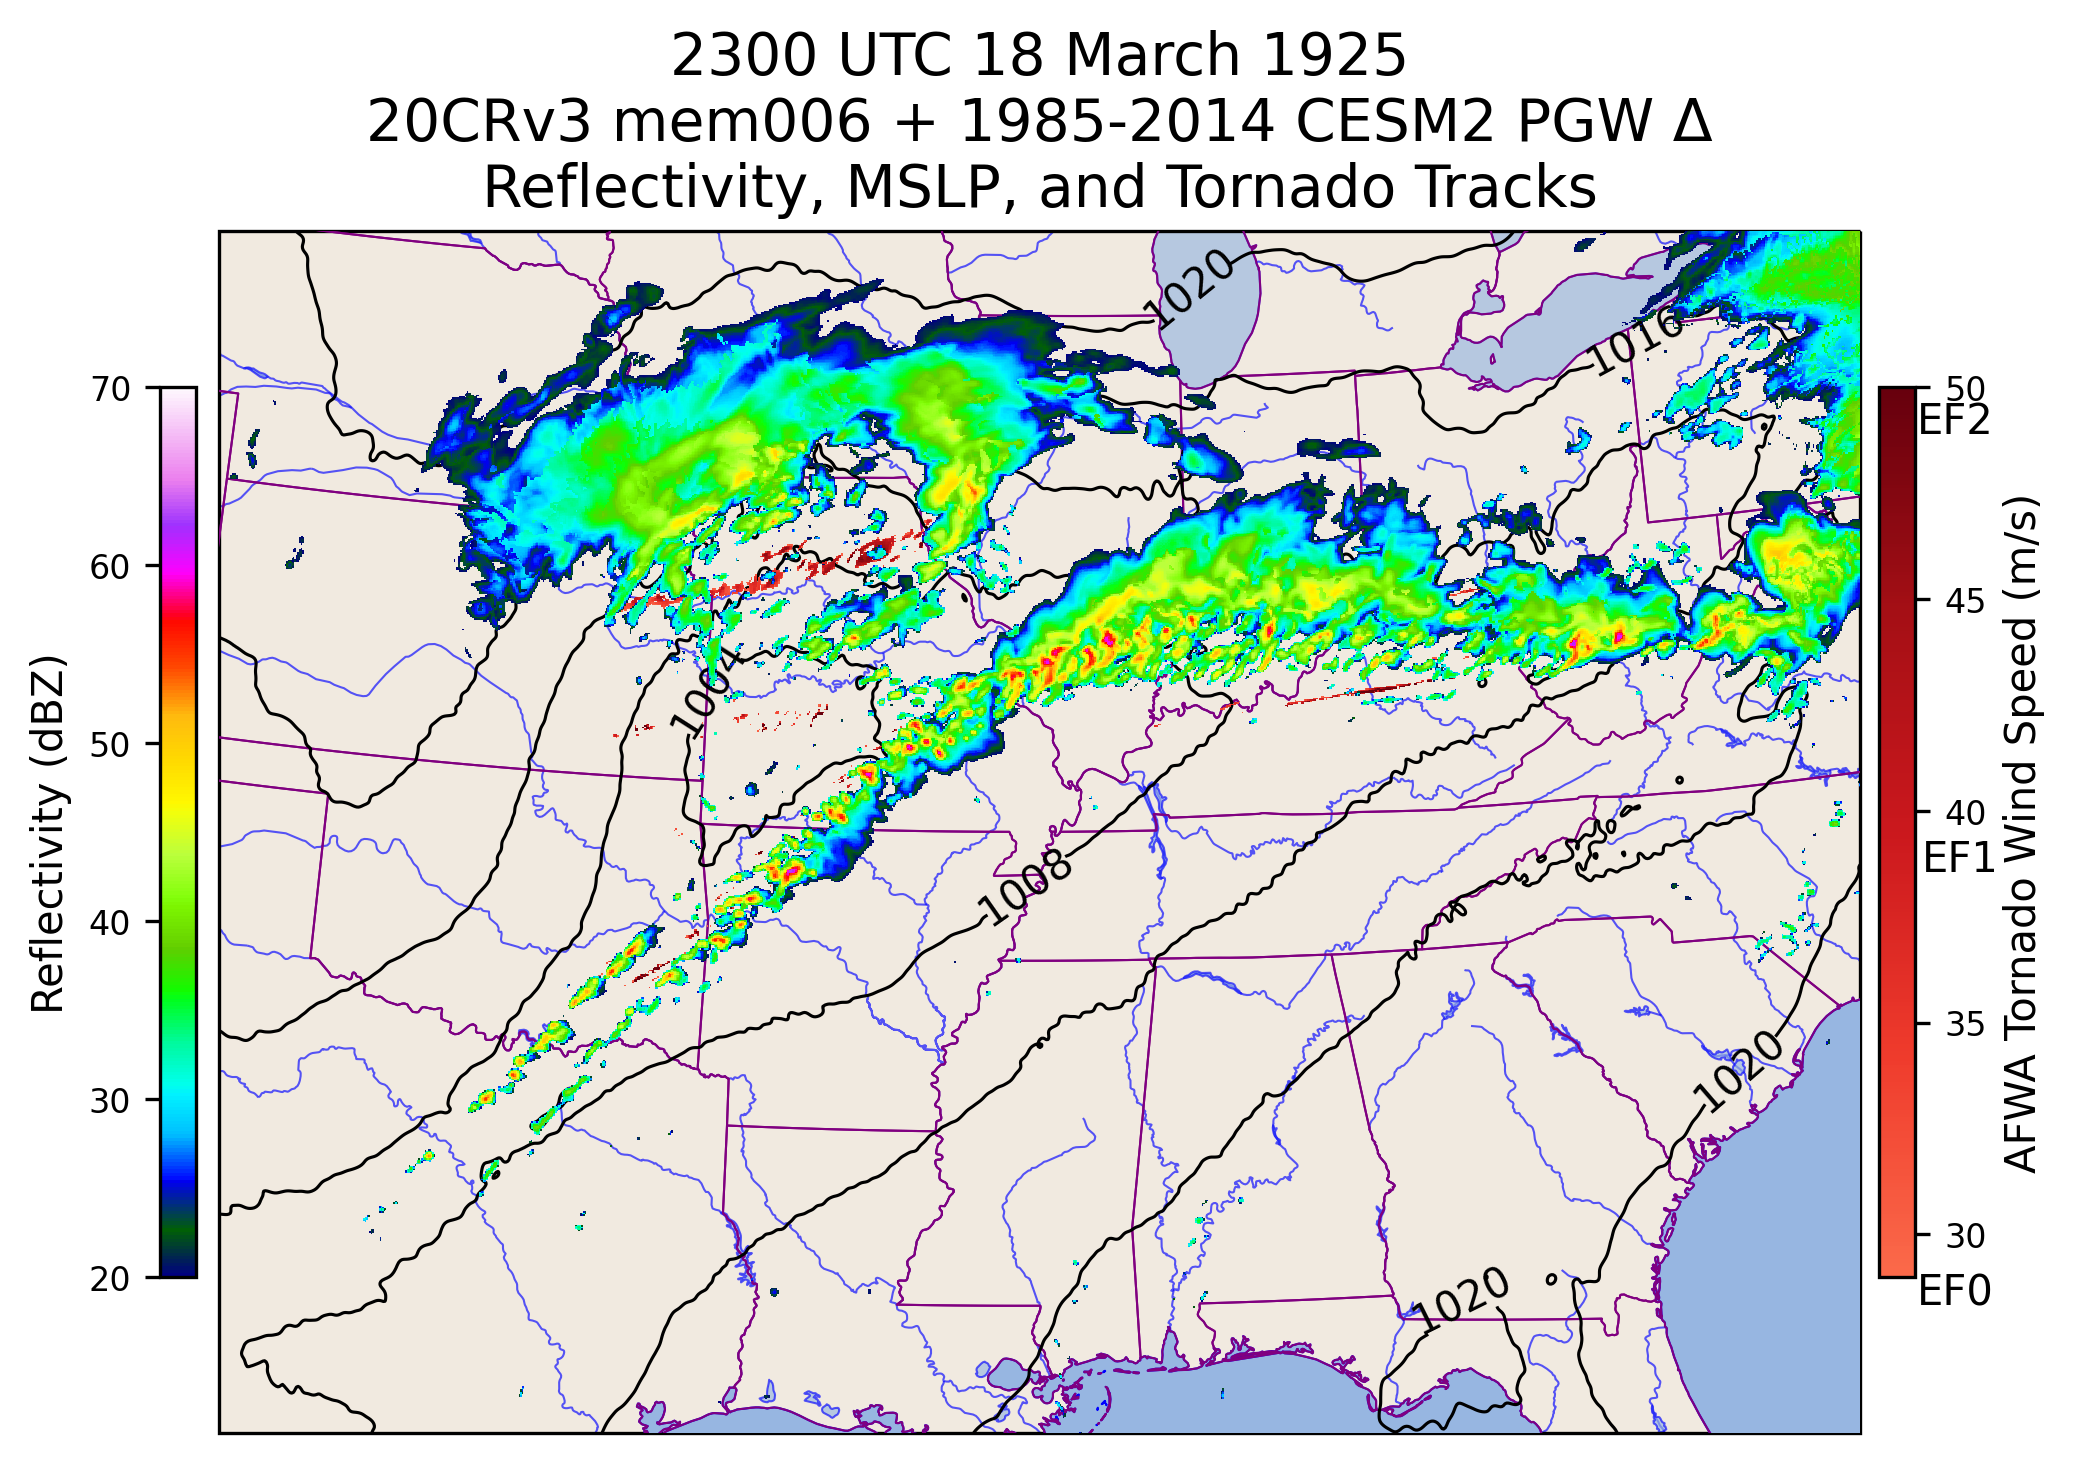 2300 UTC 18 March 1925
20CRv3 mem006 + 1985-2014 CESM2 PGW Δ
Reflectivity, MSLP, and Tornado Tracks
1020
1016
1004
1008
1020
1020
Reflectivity (dBZ)
70
60
50
40
30
20
50
EF2
45
40
EF1
35
30
EF0
AFWA Tornado Wind Speed (m/s)